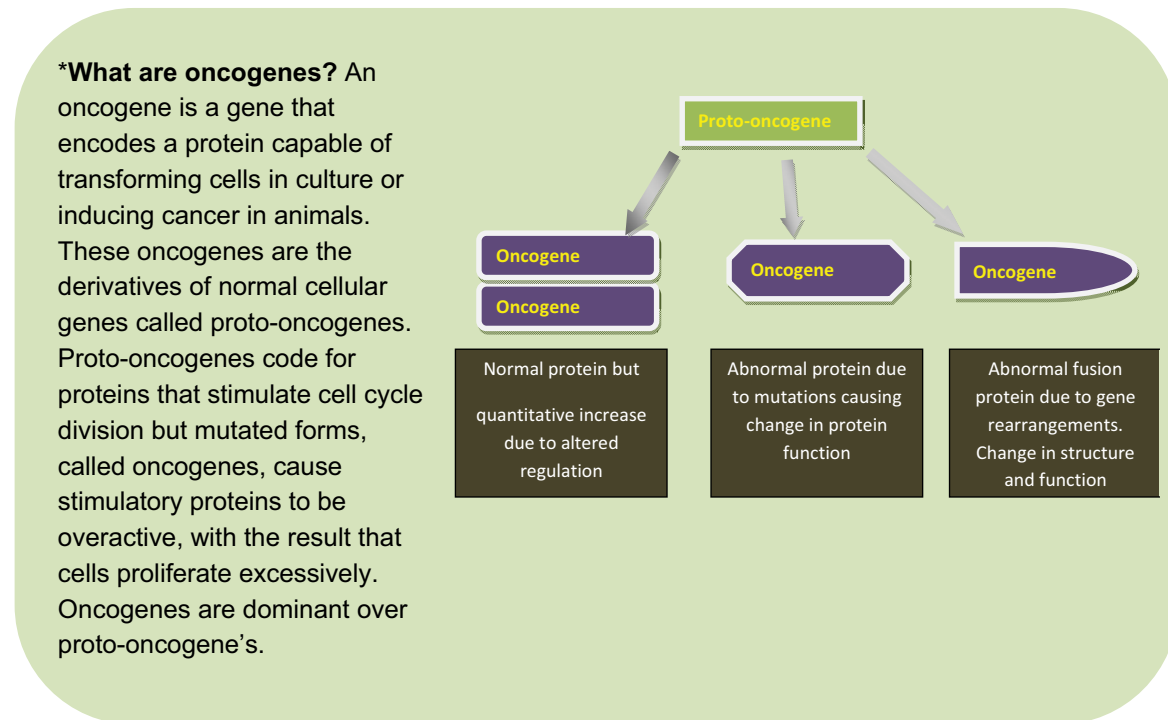 *What are oncogenes? An
oncogene is a gene that
encodes a protein capable of
transforming cells in culture or
inducing cancer in animals.
These oncogenes are the
derivatives of normal cellular
genes called proto-oncogenes.
Proto-oncogenes code for
proteins that stimulate cell cycle
division but mutated forms,
called oncogenes, cause
stimulatory proteins to be
overactive, with the result that
cells proliferate excessively.
Oncogenes are dominant over
proto-oncogene’s.
Proto-oncogene
Oncogene
Oncogene
Oncogene
Oncogene
Normal protein but
quantitative increase
due to altered
regulation
Abnormal protein due
to mutations causing
change in protein
function
Abnormal fusion
protein due to gene
rearrangements.
Change in structure
and function